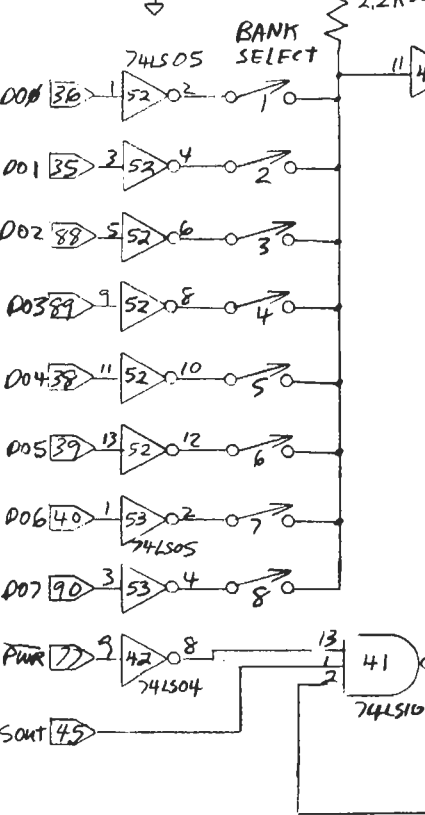 2.2K
BANK
SELECT
74LS05
11
DO0 36 1 52 2 1
DO1 35 3 52 4 2
DO2 88 5 52 6 3
DO3 89 9 52 8 4
DO4 38 11 52 10 5
DO5 39 13 52 12 6
DO6 40 1 53 2 7
74LS05
DO7 90 3 53 4 8
PWR 77 9 42 8
74LS04
13
1
2
41
74LS10
Sout 45